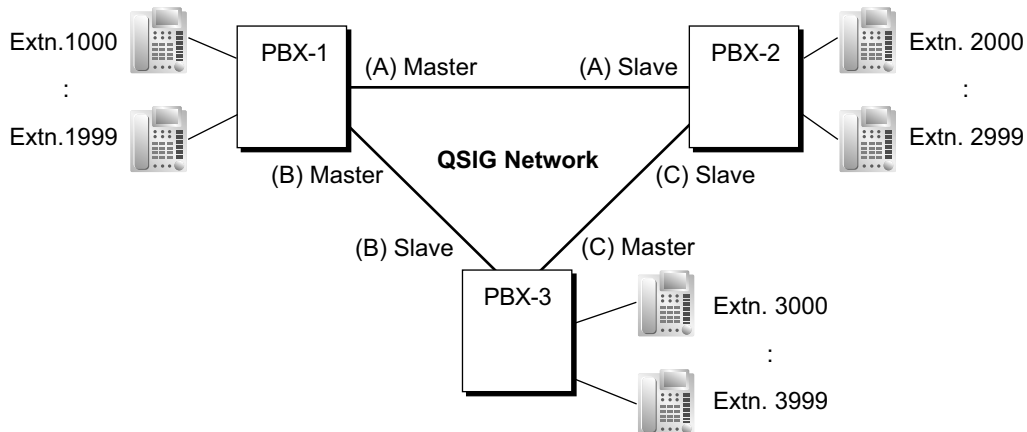 Extn.1000
:
Extn.1999
PBX-1
(A) Master
(A) Slave
PBX-2
Extn. 2000
:
Extn. 2999
QSIG Network
(B) Master
(C) Slave
(B) Slave
(C) Master
PBX-3
Extn. 3000
:
Extn. 3999